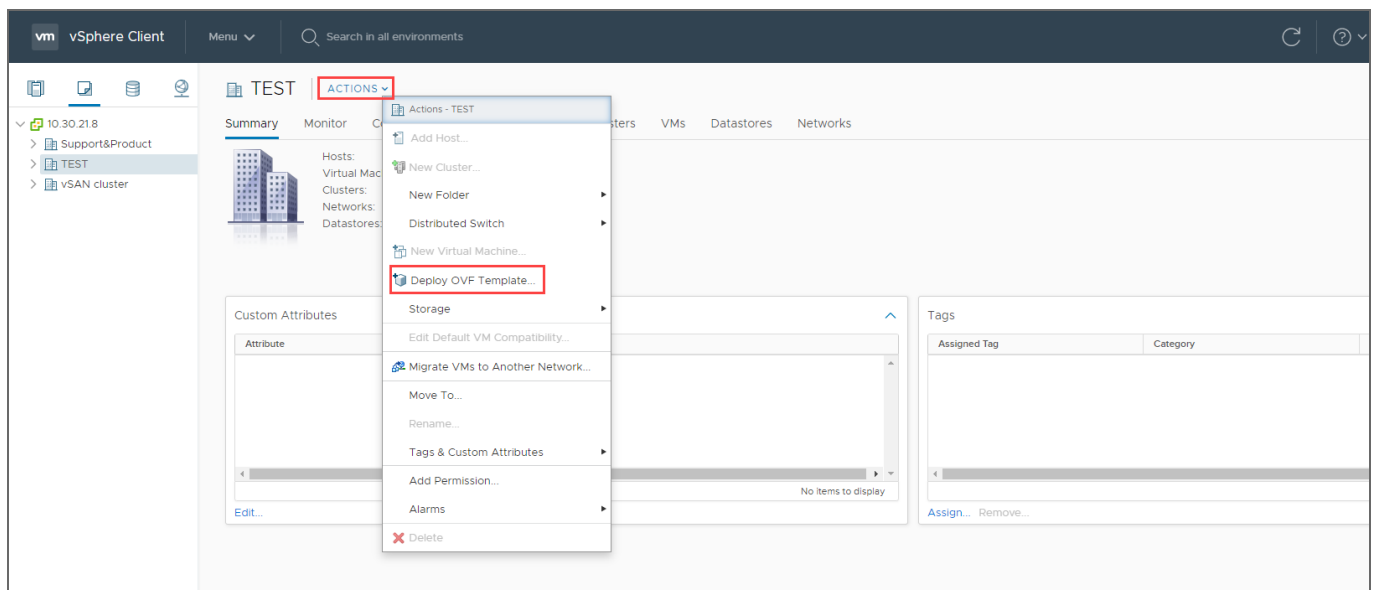 vm vSphere Client Menu Search in all environments
TEST ACTIONS
Actions - TEST
10.30.21.8
Support&Product
TEST
vSAN cluster
Summary Monitor C sters VMs Datastores Networks
Hosts:
Virtual Mac
Clusters:
Networks:
Datastores:
Add Host...
New Cluster...
New Folder
Distributed Switch
New Virtual Machine...
Deploy OVF Template...
Storage
Edit Default VM Compatibility...
Migrate VMs to Another Network...
Move To...
Rename...
Tags & Custom Attributes
Add Permission...
Alarms
Delete
Custom Attributes
Attribute
No items to display
Edit...
Tags
Assigned Tag Category
Assign... Remove...